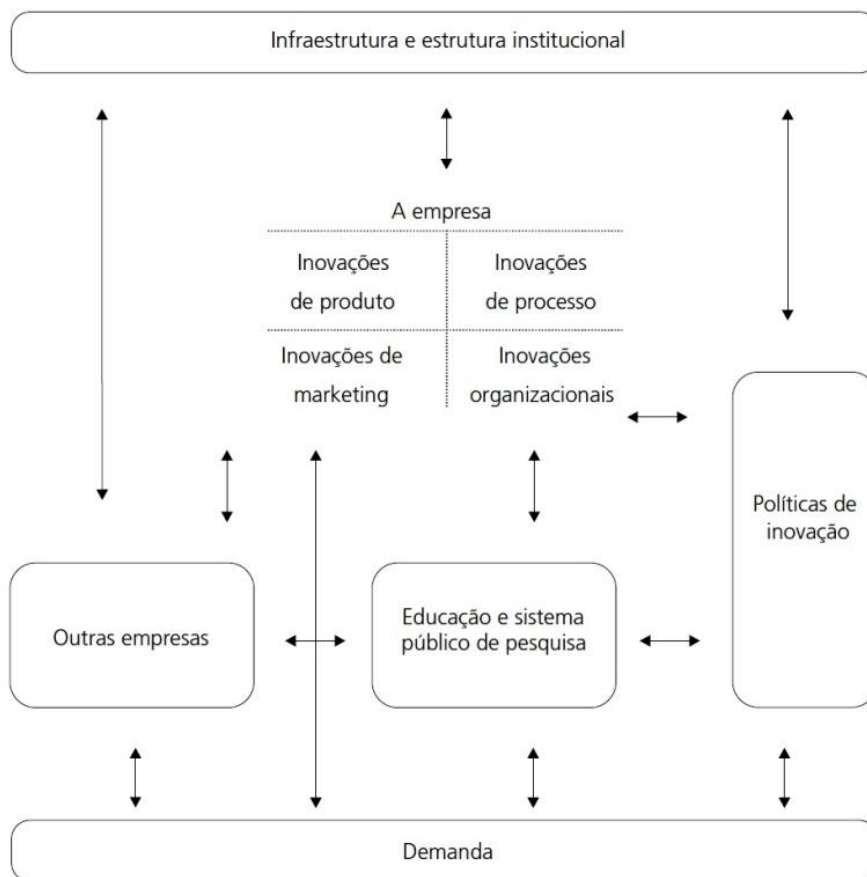 Infraestrutura e estrutura institucional
A empresa
Inovações
de produto
Inovações
de processo
Inovações de
marketing
Inovações
organizacionais
Políticas de
inovação
Outras empresas
Educação e sistema
público de pesquisa
Demanda